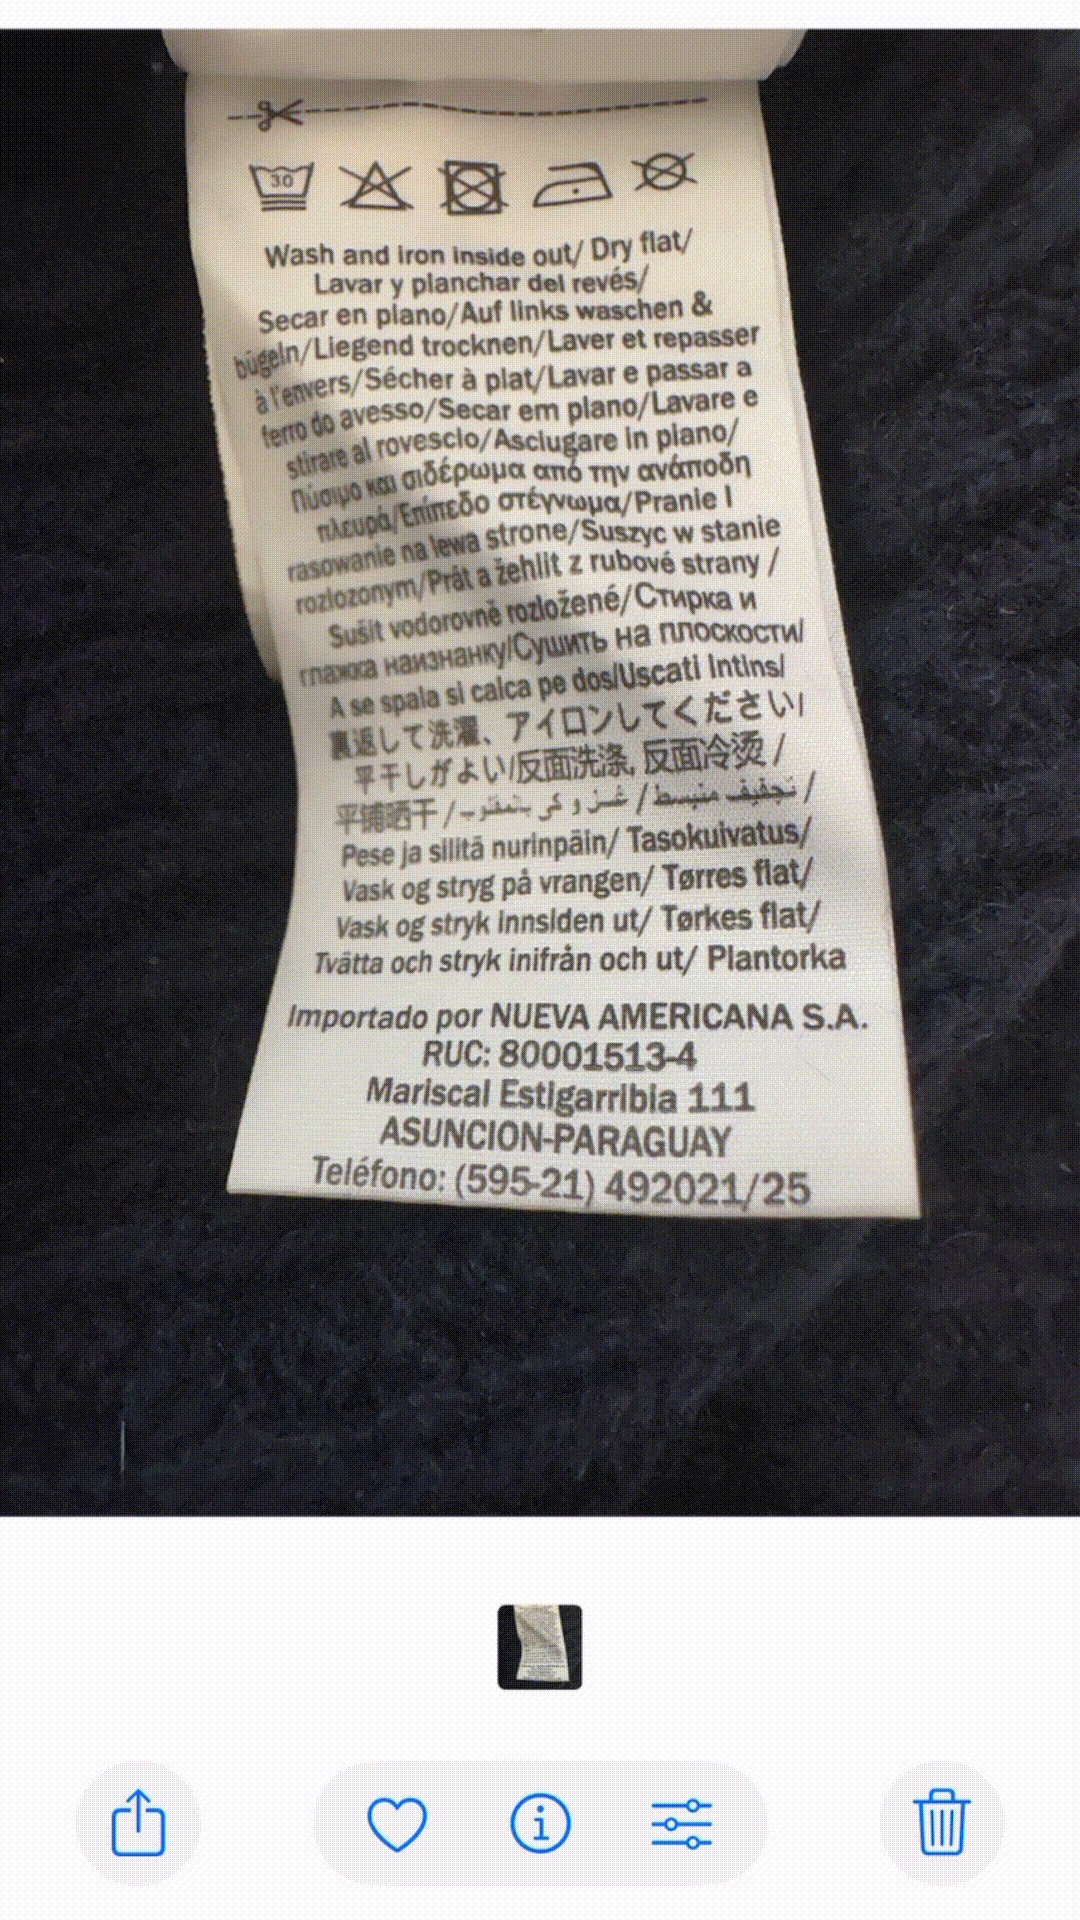 30
Wash and iron inside out/ Dry flat/
Lavar y planchar del revés/
Secar en plano/Auf links waschen &
bügeln/Liegend trocknen/Laver et repasser
à l'envers/Sécher à plat/Lavar e passar a
ferro do avesso/Secar em plano/Lavare e
stirare al rovescio/Asciugare in piano/
Πύσιμο και σιδέρωμα από την ανάποδη
πλευρά/Επίπεδο στέγνωμα/Pranie I
rasowanie na lewa strone/Suszyc w stanie
rozlozonym/Prát a žehlit z rubové strany /
Sušit vodorovně rozložené/Стирка и
глажка наизнанку/Сушить на плоскости/
A se spala si calca pe dos/Uscati Intins/
裏返して洗濯、アイロンしてください/
平干しがよい/反面洗涤, 反面冷烫 /
平铺晒干 / غسل و كي / تجفيف منبسط /
Pese ja silitä nurinpäin/ Tasokuivatus/
Vask og stryg på vrangen/ Tørres flat/
Vask og stryk innsiden ut/ Tørkes flat/
Tvätta och stryk inifrån och ut/ Plantorka
Importado por NUEVA AMERICANA S.A.
RUC: 80001513-4
Mariscal Estigarribia 111
ASUNCION-PARAGUAY
Teléfono: (595-21) 492021/25